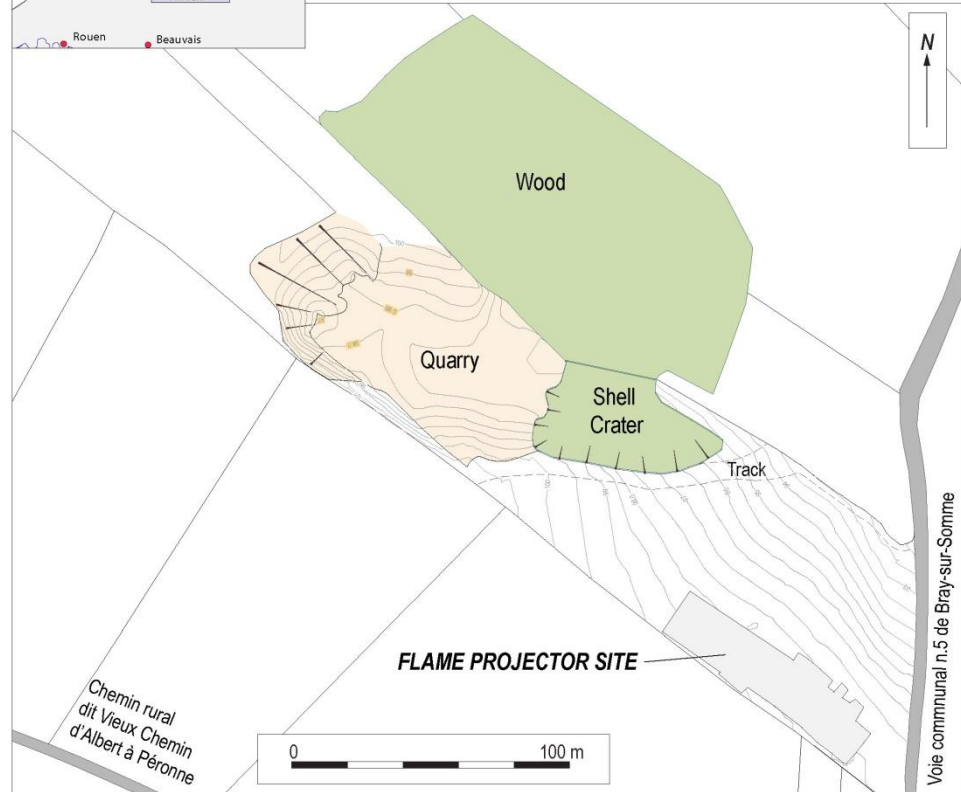 Rouen
Beauvais
N
Wood
Quarry
Shell
Crater
Track
FLAME PROJECTOR SITE
Chemin rural
dit Vieux Chemin
d'Albert à Péronne
0
100 m
Voie commnunal n.5 de Bray-sur-Somme